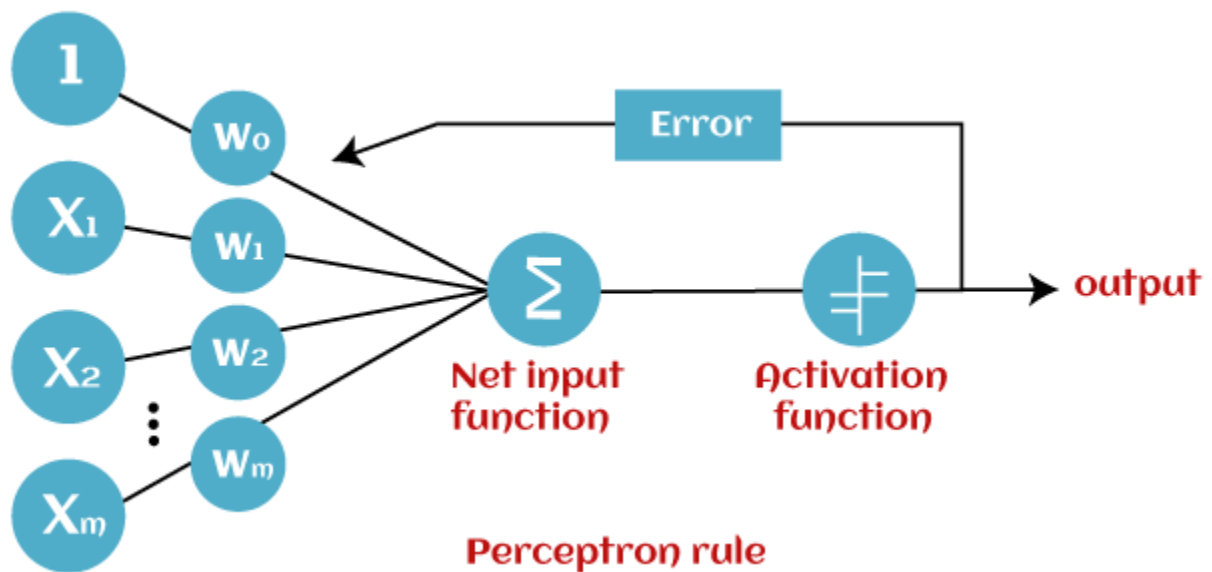 1
W0
Error
X1
W1
Σ
output
X2
W2
Net input
function
Activation
function
Xm
Wm
Perceptron rule